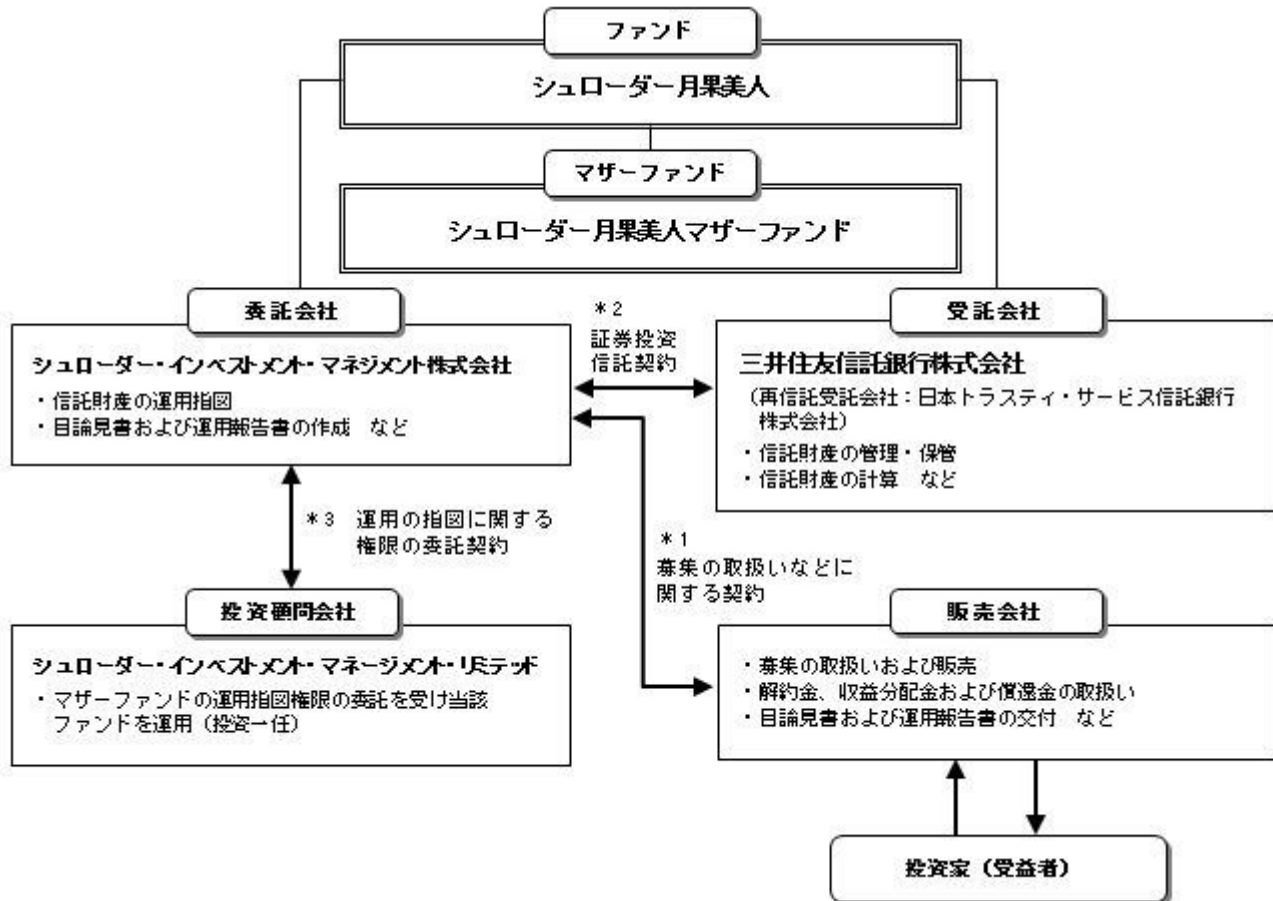 ファンド
シュローダー月果美人
マザーファンド
シュローダー月果美人マザーファンド
委託会社
シュローダー・インベストメント・マネジメント株式会社
・信託財産の運用指図
・目論見書および運用報告書の作成 など
*2
証券投資
信託契約
受託会社
三井住友信託銀行株式会社
(再信託受託会社:日本トラスティ・サービス信託銀行
株式会社)
・信託財産の管理・保管
・信託財産の計算 など
*3 運用の指図に関する
権限の委託契約
*1
募集の取扱いなどに
関する契約
投資顧問会社
シュローダー・インベストメント・マネージメント・リミテッド
・マザーファンドの運用指図権限の委託を受け当該
ファンドを運用(投資一任)
販売会社
・募集の取扱いおよび販売
・解約金、収益分配金および償還金の取扱い
・目論見書および運用報告書の交付 など
投資家(受益者)